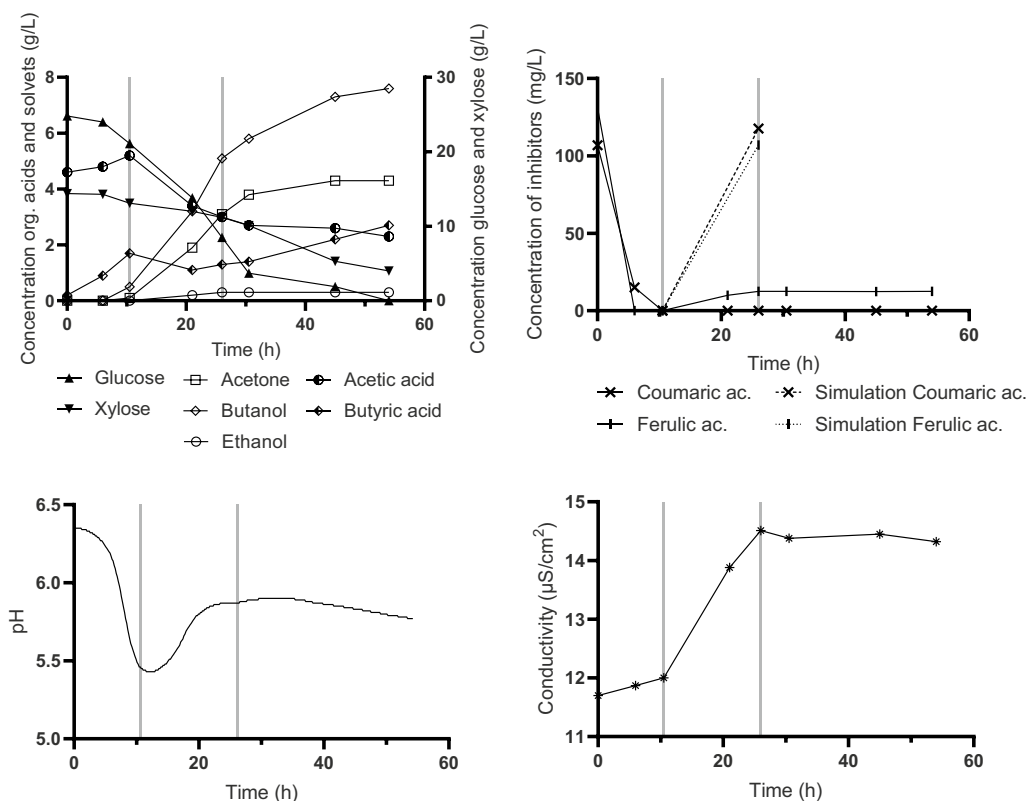 Concentration org. acids and solvets (g/L)
8
6
4
2
0
0
20
40
60
Time (h)
30
20
10
0
Concentration glucose and xylose (g/L)
Glucose
Acetone
Acetic acid
Xylose
Butanol
Butyric acid
Ethanol
Concentration of inhibitors (mg/L)
150
100
50
0
0
20
40
60
Time (h)
Coumaric ac.
Simulation Coumaric ac.
Ferulic ac.
Simulation Ferulic ac.
pH
6.5
6.0
5.5
5.0
0
20
40
60
Time (h)
Conductivity (µS/cm²)
15
14
13
12
11
0
20
40
60
Time (h)